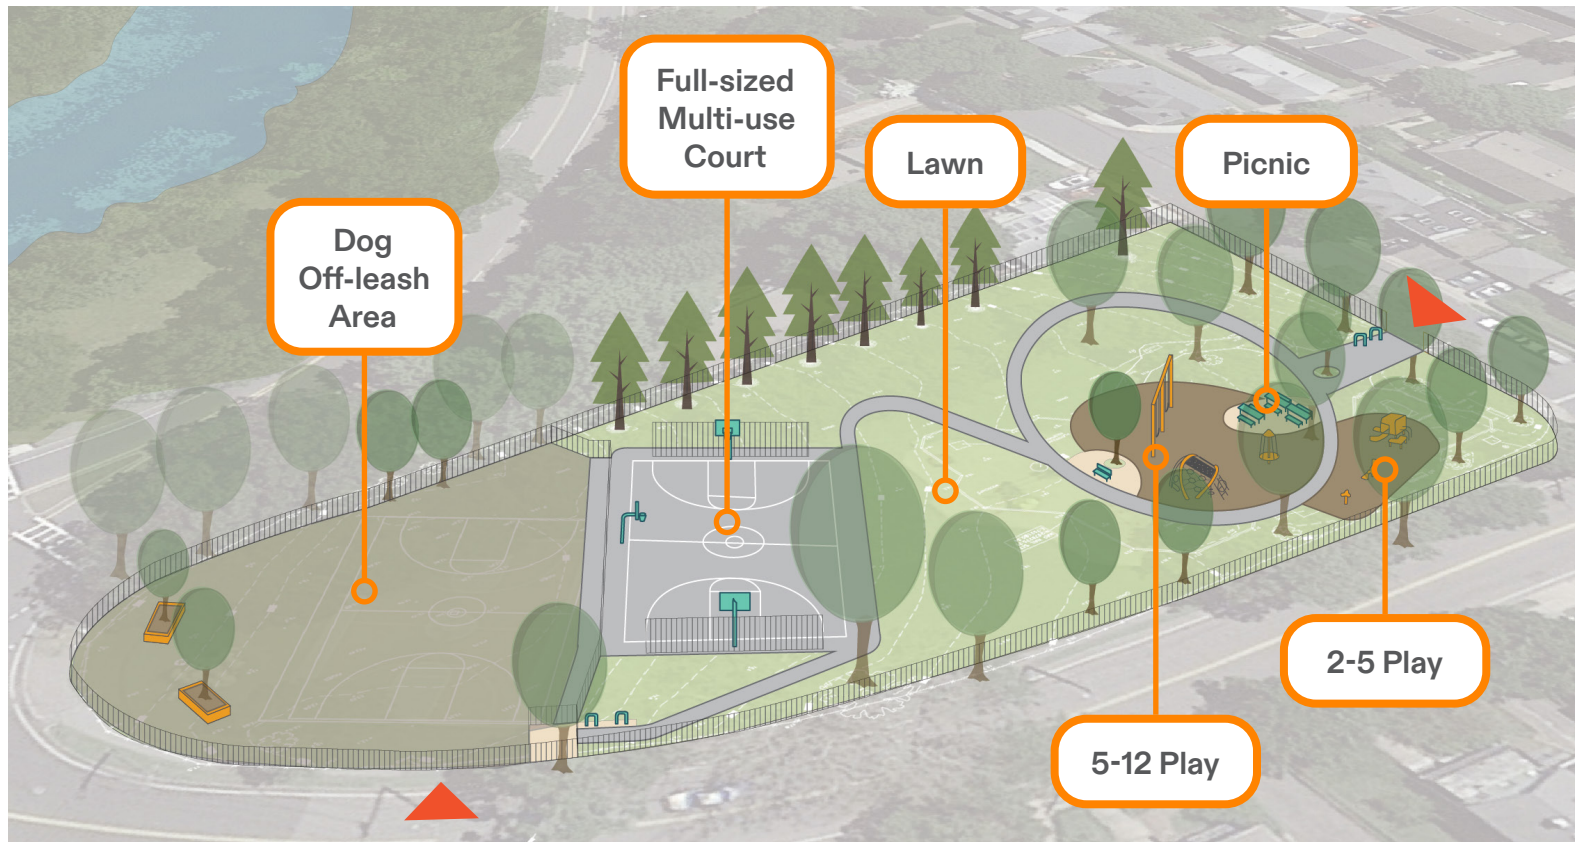 Full-sized
Multi-use
Court
Lawn
Picnic
Dog
Off-leash
Area
2-5 Play
5-12 Play